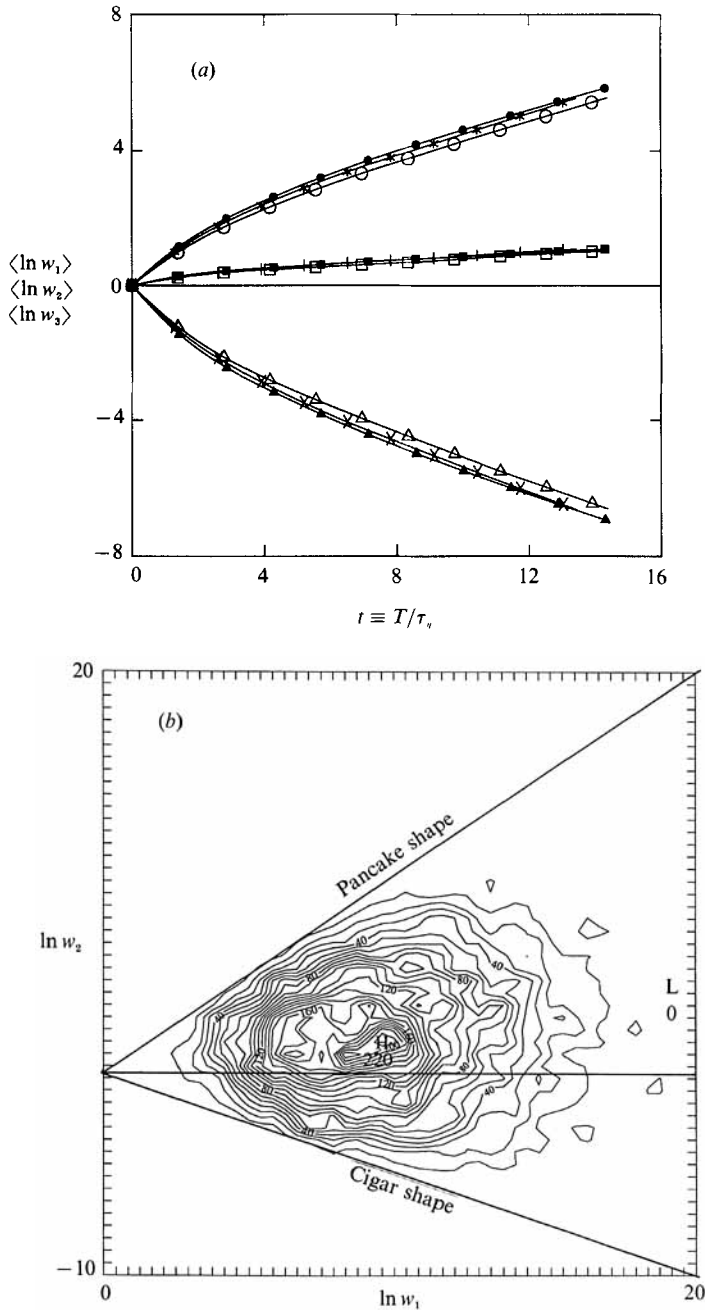 8
(a)
4
⟨ln w₁⟩
⟨ln w₂⟩
⟨ln w₃⟩
0
−4
−8
0 4 8 12 16
t ≡ T/τ_η
20
(b)
Pancake shape
ln w₂
40
40
80
80
120
160
L
0
H
220
80
120
80
40
40
Cigar shape
−10
0
ln w₁
20